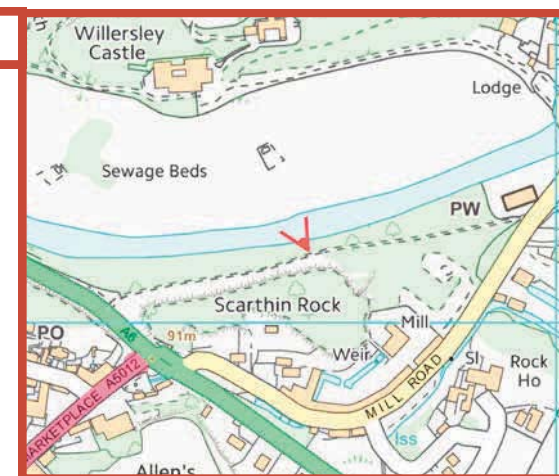 Willersley
Castle
Lodge
Sewage Beds
PW
Scarthin Rock
A6
91m
PO
Mill
Weir
MARKETPLACE A5012
MILL ROAD
Sl
Rock
Ho
Iss
Allen's